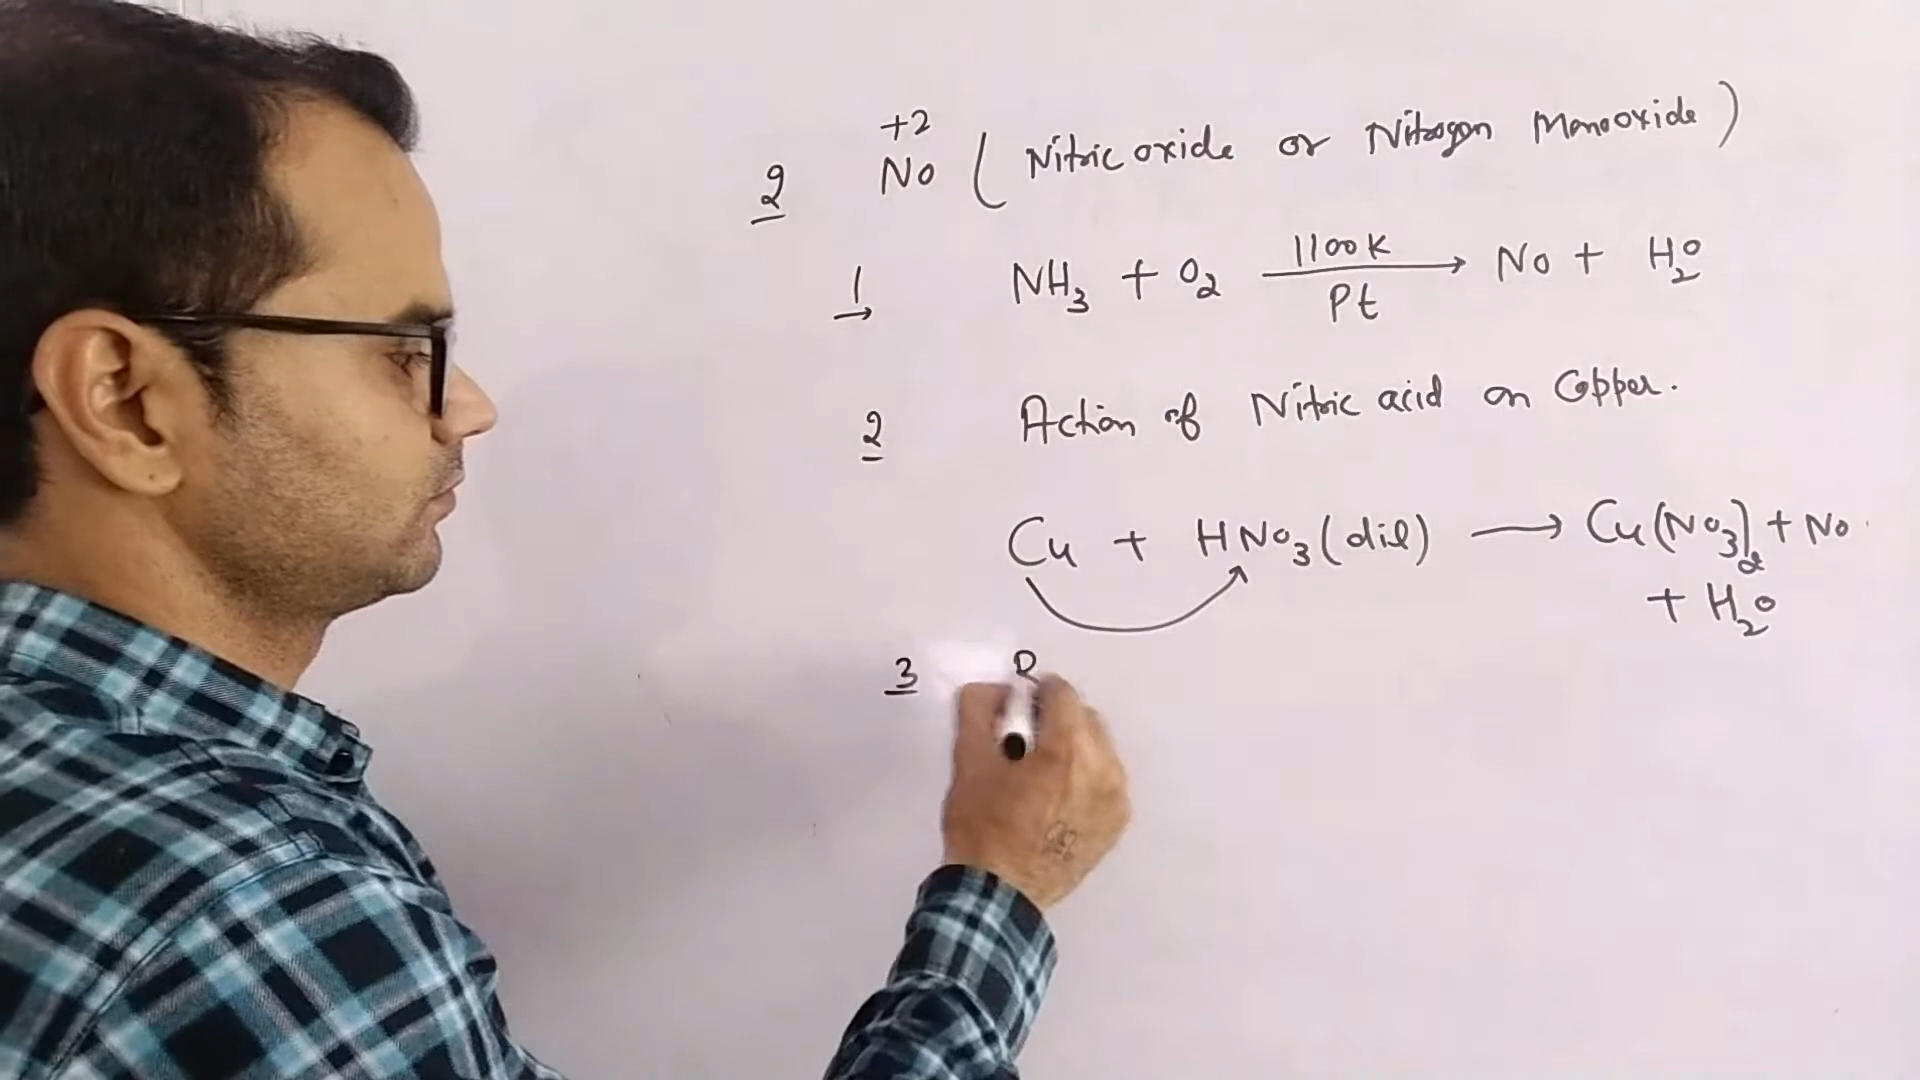 +2
2 No (Nitric oxide or Nitrogen Monooxide)
1 NH₃ + O₂ 1100K → Pt No + H₂O
2 Action of Nitric acid on Copper.
Cu + HNO₃ (dil) → Cu(NO₃)₂ + No
+ H₂O
3 R